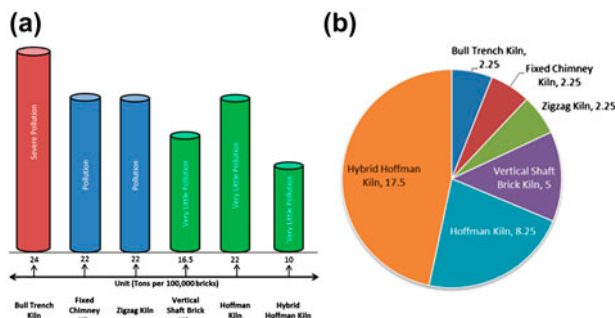 (a)
Severe Pollution
Pollution
Pollution
Very Little Pollution
Very Little Pollution
Very Little Pollution
24
22
22
16.5
22
10
Unit (Tons per 100,000 bricks)
Bull Trench
Kiln
Fixed
Chimney
Zigzag Kiln
Vertical
Shaft Brick
Hoffman
Kiln
Hybrid
Hoffman Kiln
(b)
Bull Trench Kiln,
2.25
Fixed Chimney
Kiln, 2.25
Zigzag Kiln, 2.25
Vertical Shaft
Brick Kiln, 5
Hoffman Kiln, 8.25
Hybrid Hoffman
Kiln, 17.5